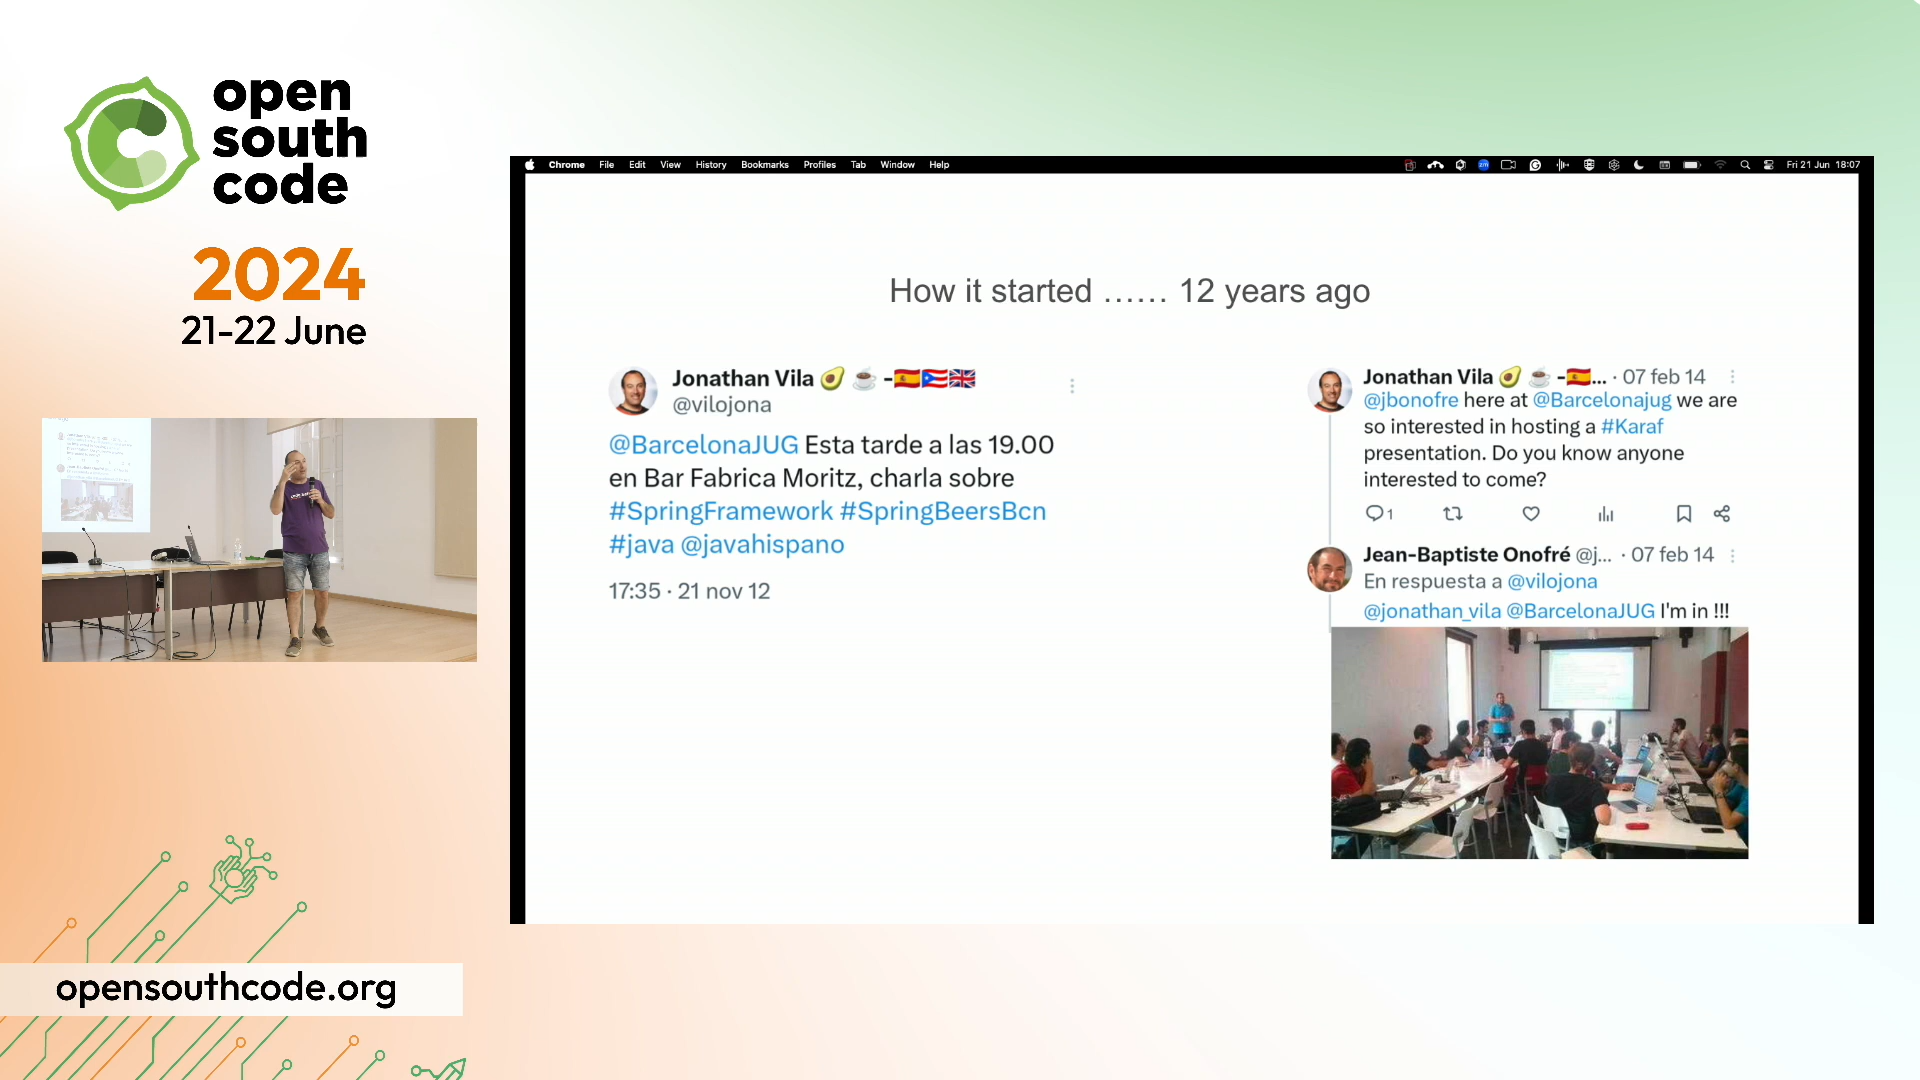 open
south
code
2024
21-22 June
opensouthcode.org
Chrome File Edit View History Bookmarks Profiles Tab Window Help
Fri 21 Jun 18:07
How it started …… 12 years ago
Jonathan Vila 🥑 ☕ -🇪🇸🇵🇷🇬🇧
@vilojona
@BarcelonaJUG Esta tarde a las 19.00
en Bar Fabrica Moritz, charla sobre
#SpringFramework #SpringBeersBcn
#java @javahispano
17:35 · 21 nov 12
Jonathan Vila 🥑 ☕ -🇪🇸... · 07 feb 14
@jbonofre here at @Barcelonajug we are
so interested in hosting a #Karaf
presentation. Do you know anyone
interested to come?
1
Jean-Baptiste Onofré @j... · 07 feb 14
En respuesta a @vilojona
@jonathan_vila @BarcelonaJUG I'm in !!!